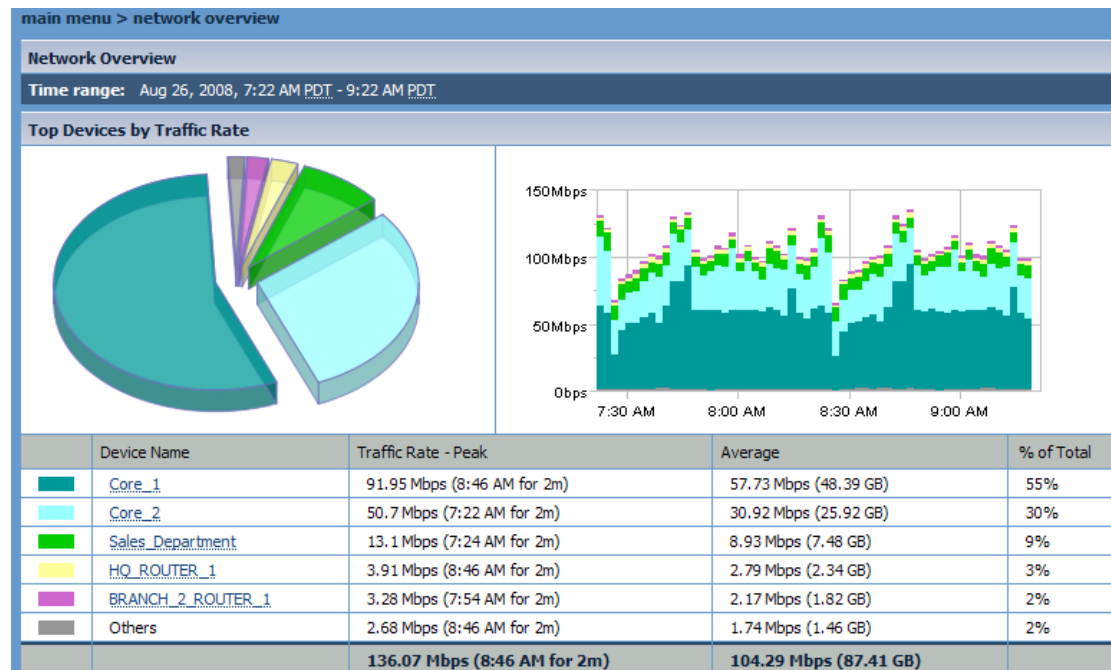 main menu > network overview
Network Overview
Time range: Aug 26, 2008, 7:22 AM PDT - 9:22 AM PDT
Top Devices by Traffic Rate
150Mbps
100Mbps
50Mbps
0bps
7:30 AM 8:00 AM 8:30 AM 9:00 AM
Device Name Traffic Rate - Peak Average % of Total
Core_1 91.95 Mbps (8:46 AM for 2m) 57.73 Mbps (48.39 GB) 55%
Core_2 50.7 Mbps (7:22 AM for 2m) 30.92 Mbps (25.92 GB) 30%
Sales_Department 13.1 Mbps (7:24 AM for 2m) 8.93 Mbps (7.48 GB) 9%
HQ_ROUTER_1 3.91 Mbps (8:46 AM for 2m) 2.79 Mbps (2.34 GB) 3%
BRANCH_2_ROUTER_1 3.28 Mbps (7:54 AM for 2m) 2.17 Mbps (1.82 GB) 2%
Others 2.68 Mbps (8:46 AM for 2m) 1.74 Mbps (1.46 GB) 2%
136.07 Mbps (8:46 AM for 2m) 104.29 Mbps (87.41 GB)